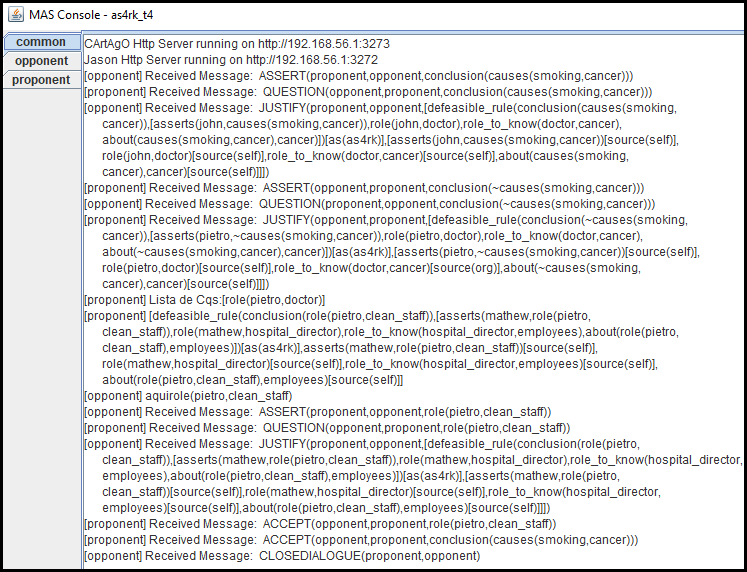 MAS Console - as4rk_t4
common
opponent
proponent
CArtAgO Http Server running on http://192.168.56.1:3273
Jason Http Server running on http://192.168.56.1:3272
[opponent] Received Message: ASSERT(proponent,opponent,conclusion(causes(smoking,cancer)))
[proponent] Received Message: QUESTION(opponent,proponent,conclusion(causes(smoking,cancer)))
[opponent] Received Message: JUSTIFY(proponent,opponent,[defeasible_rule(conclusion(causes(smoking,
cancer)),[asserts(john,causes(smoking,cancer)),role(john,doctor),role_to_know(doctor,cancer),
about(causes(smoking,cancer),cancer)])[as(as4rk)],[asserts(john,causes(smoking,cancer))[source(self)],
role(john,doctor)[source(self)],role_to_know(doctor,cancer)[source(self)],about(causes(smoking,
cancer),cancer)[source(self)]]])
[proponent] Received Message: ASSERT(opponent,proponent,conclusion(~causes(smoking,cancer)))
[opponent] Received Message: QUESTION(proponent,opponent,conclusion(~causes(smoking,cancer)))
[proponent] Received Message: JUSTIFY(opponent,proponent,[defeasible_rule(conclusion(~causes(smoking,
cancer)),[asserts(pietro,~causes(smoking,cancer)),role(pietro,doctor),role_to_know(doctor,cancer),
about(~causes(smoking,cancer),cancer)])[as(as4rk)],[asserts(pietro,~causes(smoking,cancer))[source(self)],
role(pietro,doctor)[source(self)],role_to_know(doctor,cancer)[source(org)],about(~causes(smoking,
cancer),cancer)[source(self)]]])
[proponent] Lista de Cqs:[role(pietro,doctor)]
[proponent] [defeasible_rule(conclusion(role(pietro,clean_staff)),[asserts(mathew,role(pietro,
clean_staff)),role(mathew,hospital_director),role_to_know(hospital_director,employees),about(role(pietro,
clean_staff),employees)])[as(as4rk)],asserts(mathew,role(pietro,clean_staff))[source(self)],
role(mathew,hospital_director)[source(self)],role_to_know(hospital_director,employees)[source(self)],
about(role(pietro,clean_staff),employees)[source(self)]]
[opponent] aquirole(pietro,clean_staff)
[opponent] Received Message: ASSERT(proponent,opponent,role(pietro,clean_staff))
[proponent] Received Message: QUESTION(opponent,proponent,role(pietro,clean_staff))
[opponent] Received Message: JUSTIFY(proponent,opponent,[defeasible_rule(conclusion(role(pietro,
clean_staff)),[asserts(mathew,role(pietro,clean_staff)),role(mathew,hospital_director),role_to_know(hospital_director,
employees),about(role(pietro,clean_staff),employees)])[as(as4rk)],[asserts(mathew,role(pietro,
clean_staff))[source(self)],role(mathew,hospital_director)[source(self)],role_to_know(hospital_director,
employees)[source(self)],about(role(pietro,clean_staff),employees)[source(self)]]])
[proponent] Received Message: ACCEPT(opponent,proponent,role(pietro,clean_staff))
[proponent] Received Message: ACCEPT(opponent,proponent,conclusion(causes(smoking,cancer)))
[opponent] Received Message: CLOSEDIALOGUE(proponent,opponent)